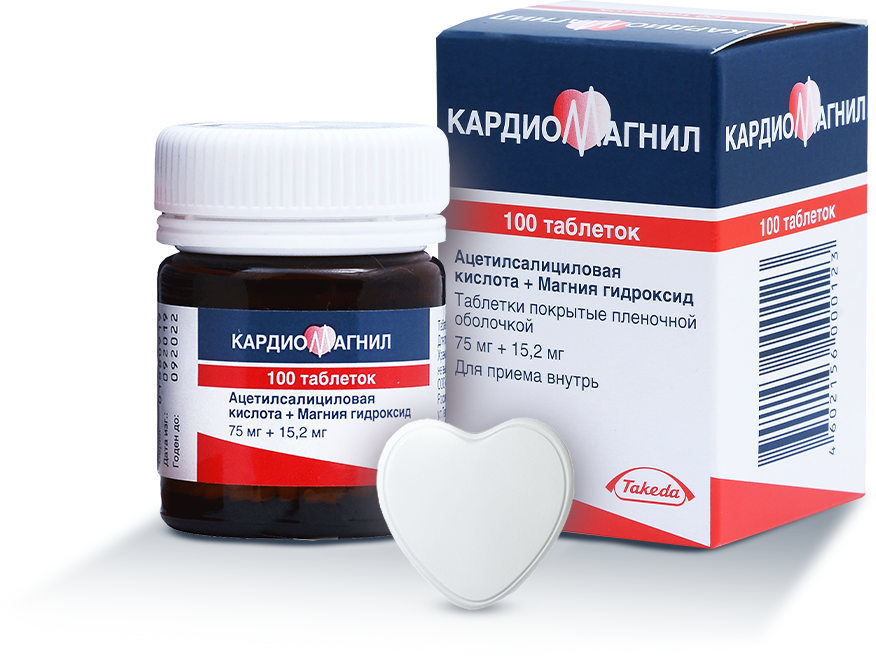 КАРДИОМАГНИЛ
100 таблеток
Ацетилсалициловая
кислота + Магния гидроксид
Таблетки покрытые пленочной
оболочкой
75 мг + 15,2 мг
Для приема внутрь
Takeda
КАРДИОМАГНИЛ
100 таблеток
4602156000123
КАРДИОМАГНИЛ
100 таблеток
Ацетилсалициловая
кислота + Магния гидроксид
75 мг + 15,2 мг
Дата изг.: 092019
Годен до: 092022